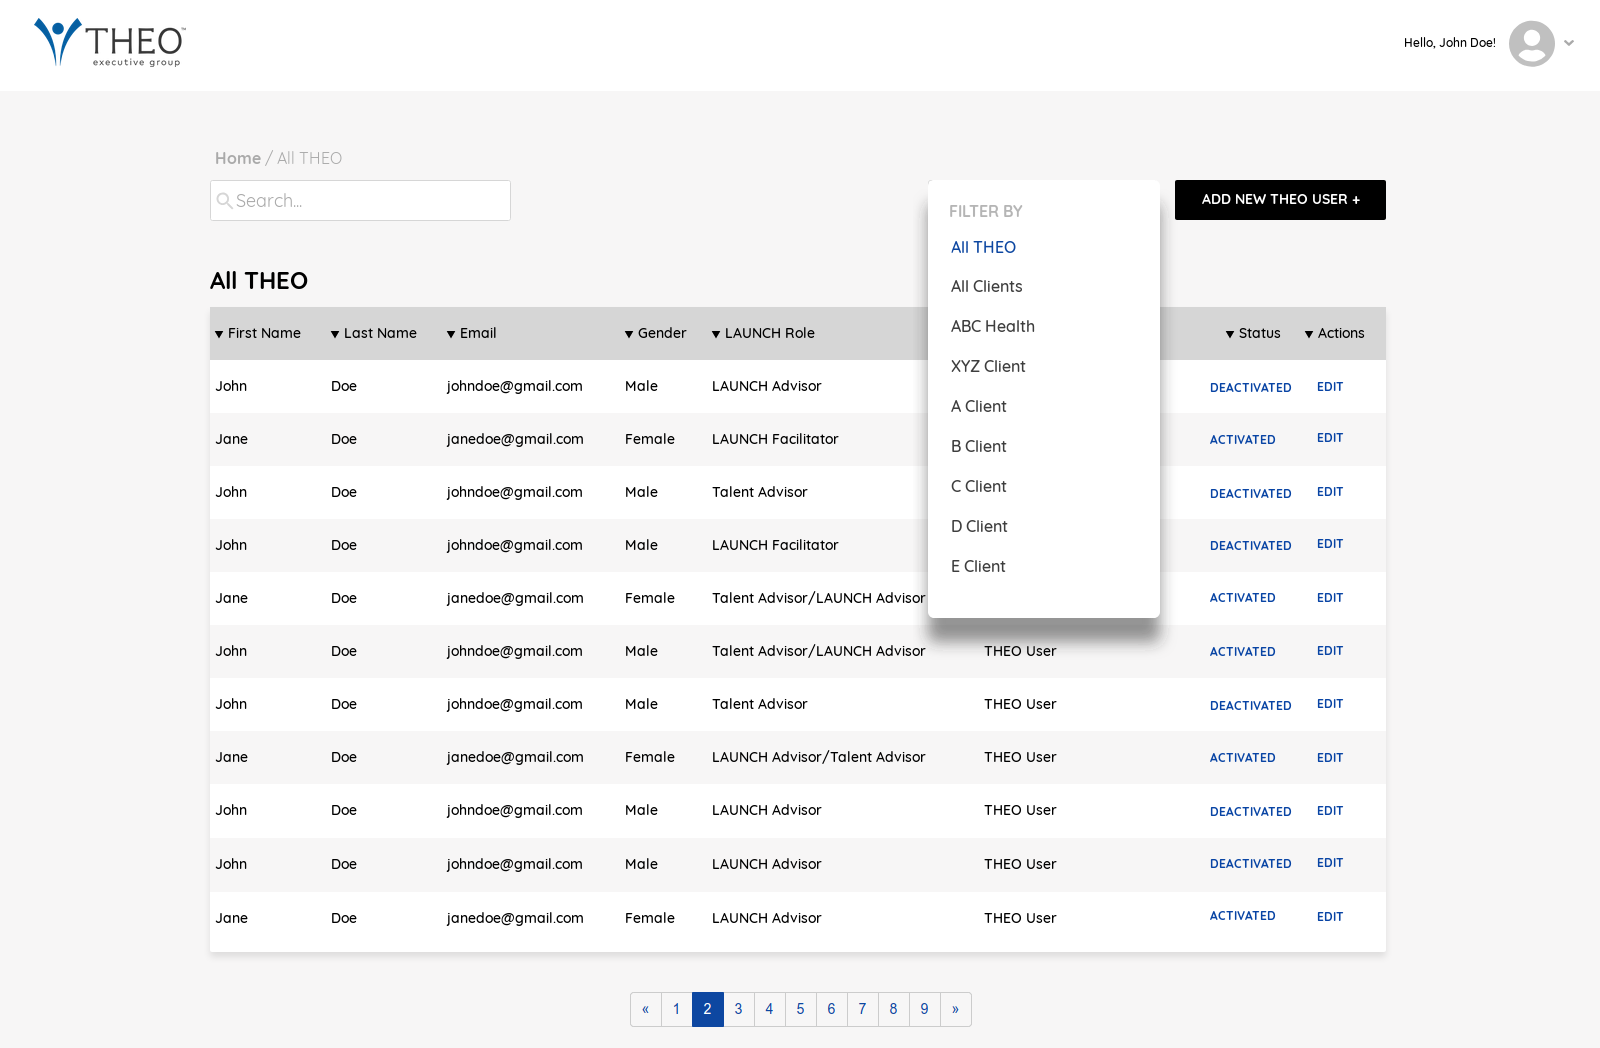 THEO™
executive group
Hello, John Doe!
Home / All THEO
Search...
FILTER BY
All THEO
All Clients
ABC Health
XYZ Client
A Client
B Client
C Client
D Client
E Client
ADD NEW THEO USER +
All THEO
▼ First Name ▼ Last Name ▼ Email ▼ Gender ▼ LAUNCH Role ▼ Status ▼ Actions
John Doe johndoe@gmail.com Male LAUNCH Advisor DEACTIVATED EDIT
Jane Doe janedoe@gmail.com Female LAUNCH Facilitator ACTIVATED EDIT
John Doe johndoe@gmail.com Male Talent Advisor DEACTIVATED EDIT
John Doe johndoe@gmail.com Male LAUNCH Facilitator DEACTIVATED EDIT
Jane Doe janedoe@gmail.com Female Talent Advisor/LAUNCH Advisor ACTIVATED EDIT
John Doe johndoe@gmail.com Male Talent Advisor/LAUNCH Advisor THEO User ACTIVATED EDIT
John Doe johndoe@gmail.com Male Talent Advisor THEO User DEACTIVATED EDIT
Jane Doe janedoe@gmail.com Female LAUNCH Advisor/Talent Advisor THEO User ACTIVATED EDIT
John Doe johndoe@gmail.com Male LAUNCH Advisor THEO User DEACTIVATED EDIT
John Doe johndoe@gmail.com Male LAUNCH Advisor THEO User DEACTIVATED EDIT
Jane Doe janedoe@gmail.com Female LAUNCH Advisor THEO User ACTIVATED EDIT
« 1 2 3 4 5 6 7 8 9 »